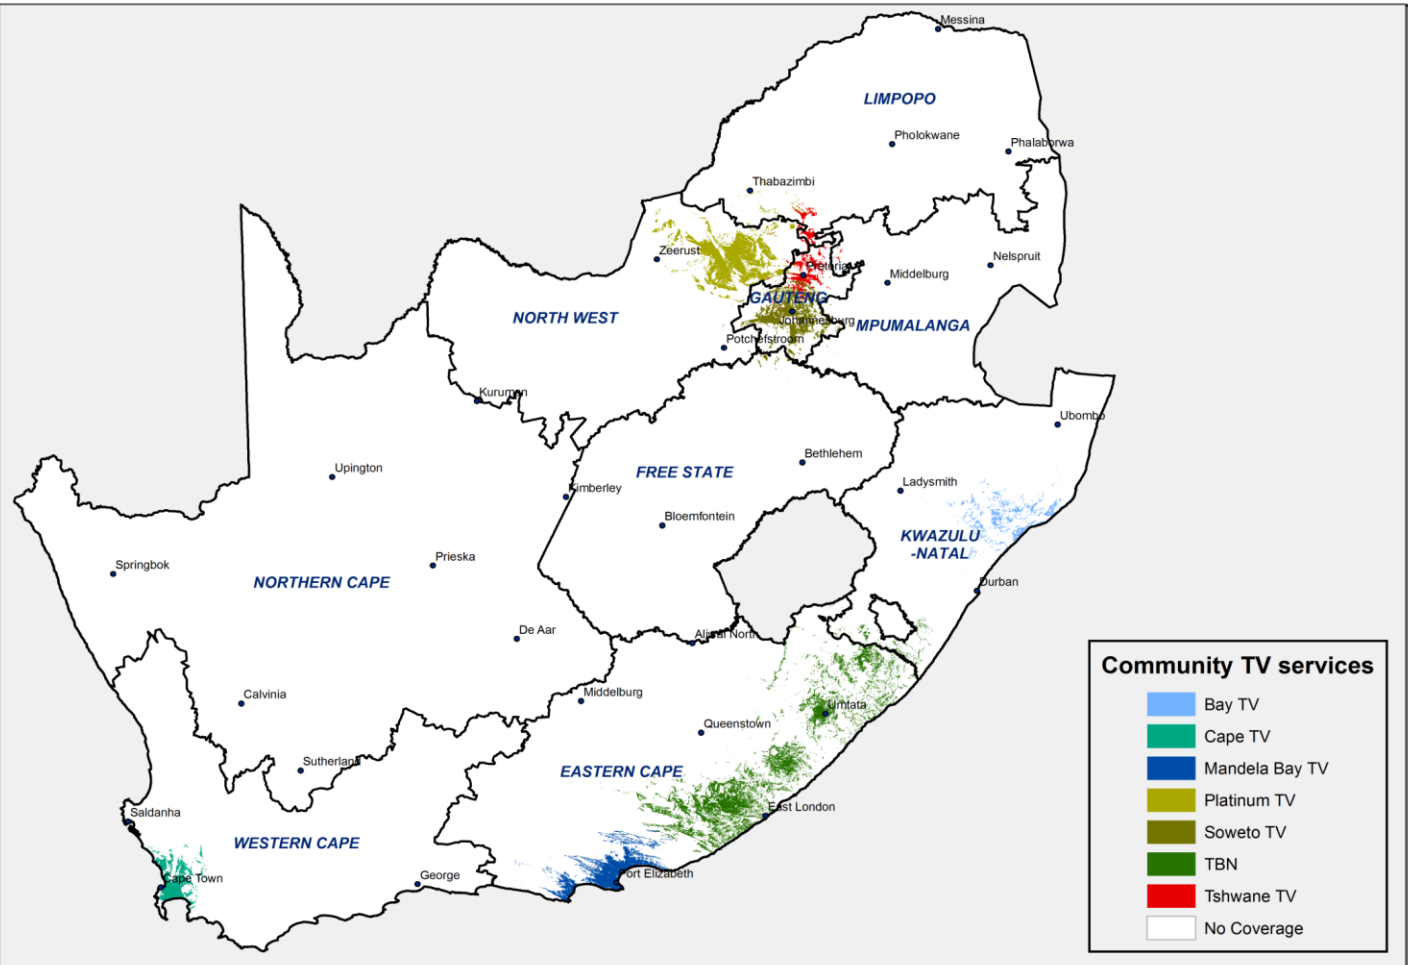 Messina
LIMPOPO
Pholokwane
Phalaborwa
Thabazimbi
Zeerust
Pretoria
Nelspruit
Middelburg
GAUTENG
NORTH WEST
Johannesburg
MPUMALANGA
Potchefstroom
Kuruman
Ubombo
Bethlehem
FREE STATE
Upington
Ladysmith
Kimberley
Bloemfontein
KWAZULU
-NATAL
Prieska
Springbok
NORTHERN CAPE
Durban
De Aar
Aliwal North
Calvinia
Middelburg
Umtata
Queenstown
Sutherland
EASTERN CAPE
East London
Saldanha
WESTERN CAPE
Cape Town
George
Port Elizabeth
Community TV services
Bay TV
Cape TV
Mandela Bay TV
Platinum TV
Soweto TV
TBN
Tshwane TV
No Coverage